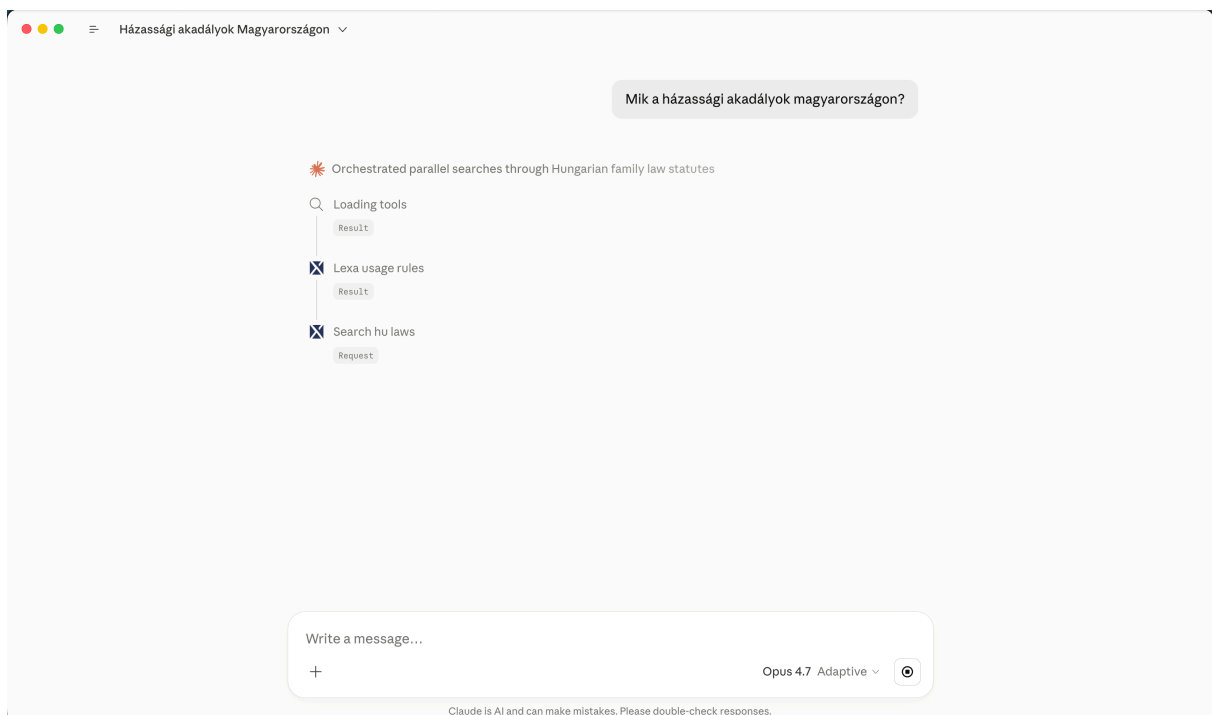 Házassági akadályok Magyarországon
Mik a házassági akadályok magyarországon?
Orchestrated parallel searches through Hungarian family law statutes
Loading tools
Result
Lexa usage rules
Result
Search hu laws
Request
Write a message...
Opus 4.7 Adaptive
Claude is AI and can make mistakes. Please double-check responses.